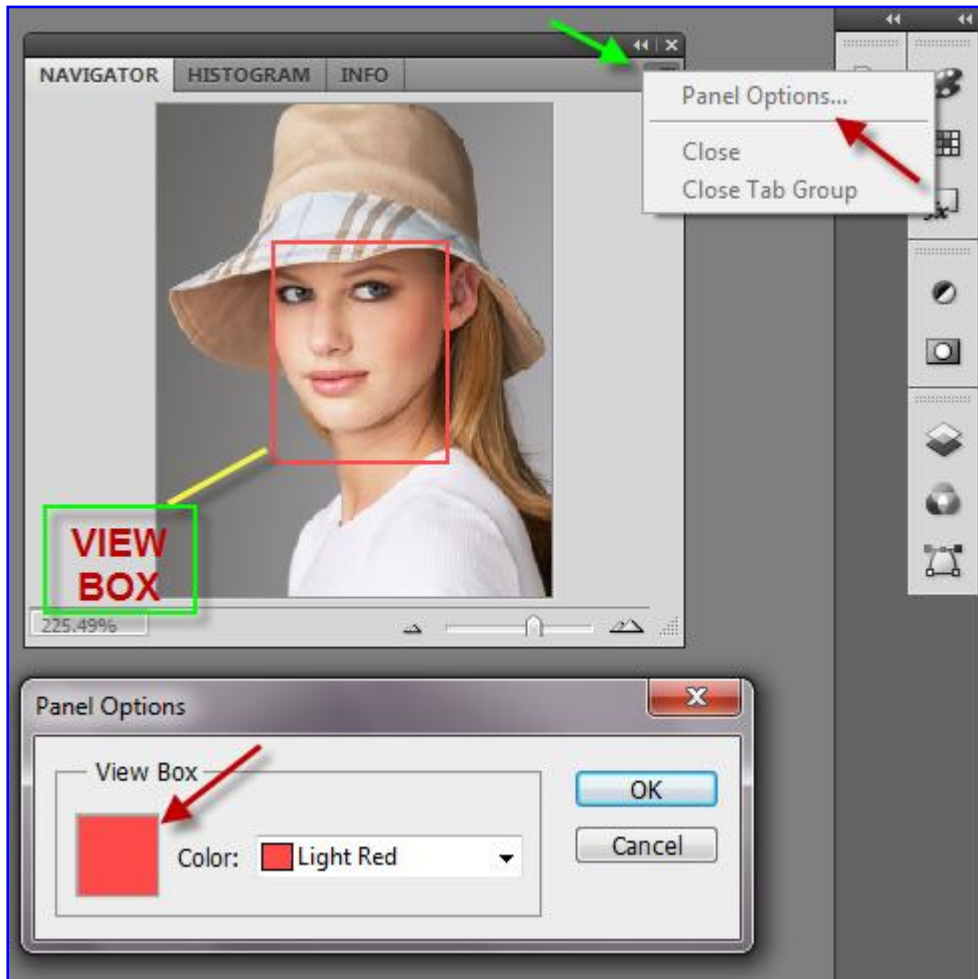 NAVIGATOR HISTOGRAM INFO
Panel Options...
Close
Close Tab Group
fx
VIEW
BOX
225.49%
Panel Options
View Box
Color: Light Red
OK
Cancel